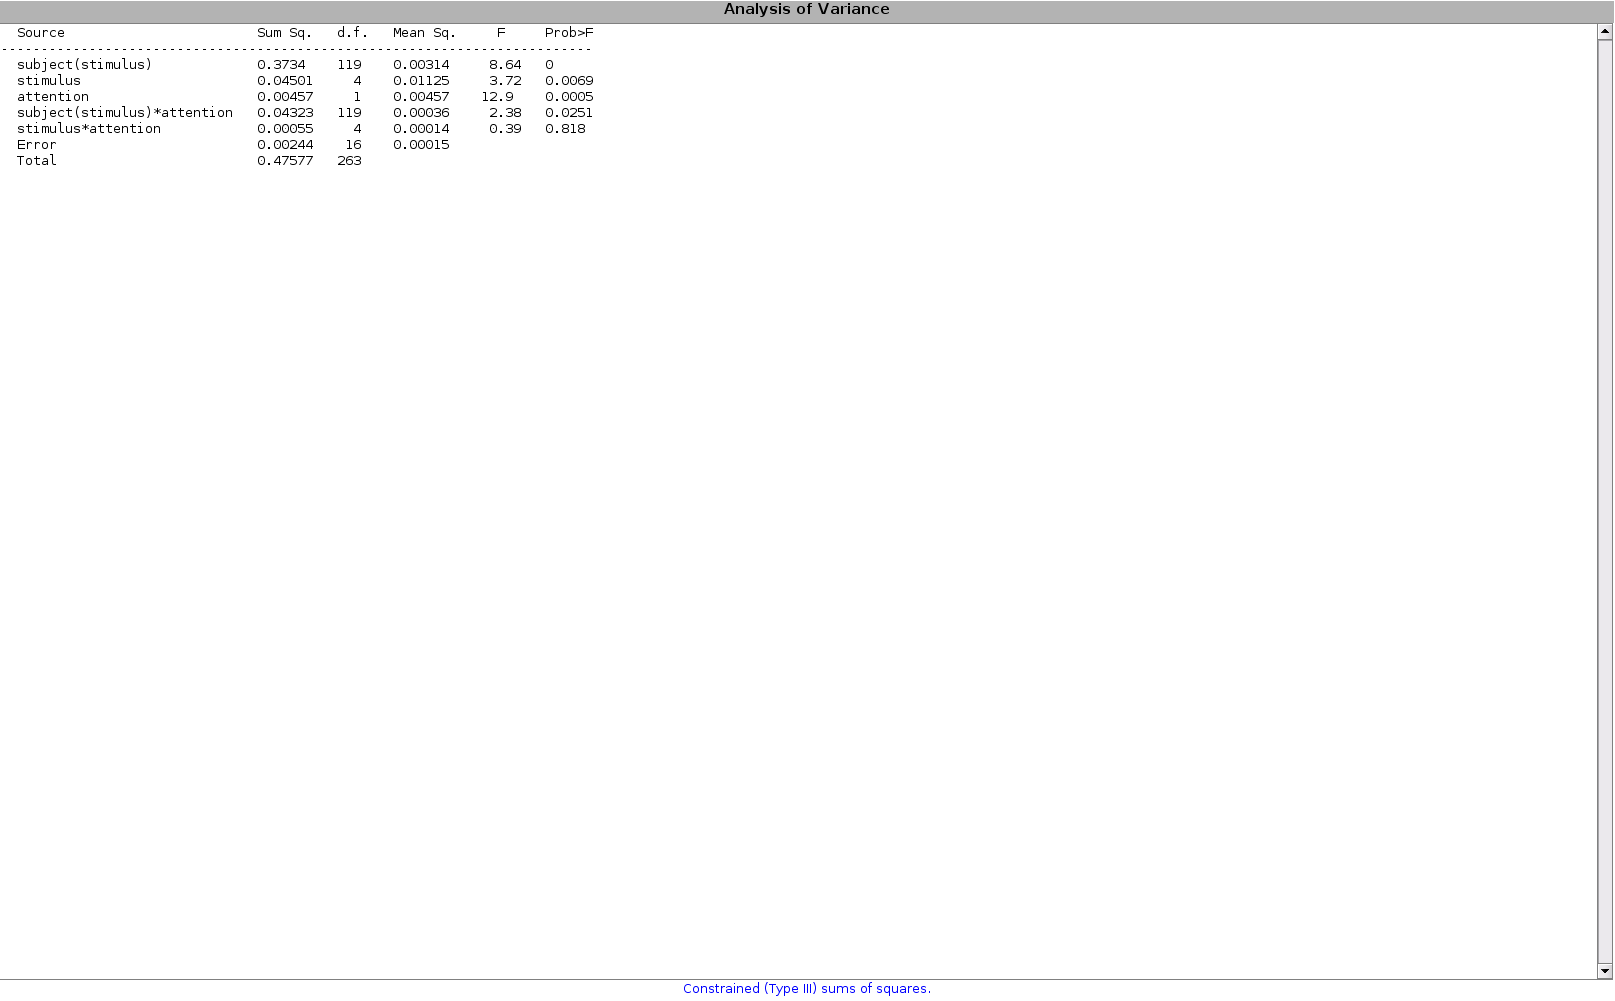 Analysis of Variance
Source Sum Sq. d.f. Mean Sq. F Prob>F
--------------------------------------------------------------------------
subject(stimulus) 0.3734 119 0.00314 8.64 0
stimulus 0.04501 4 0.01125 3.72 0.0069
attention 0.00457 1 0.00457 12.9 0.0005
subject(stimulus)*attention 0.04323 119 0.00036 2.38 0.0251
stimulus*attention 0.00055 4 0.00014 0.39 0.818
Error 0.00244 16 0.00015
Total 0.47577 263
Constrained (Type III) sums of squares.